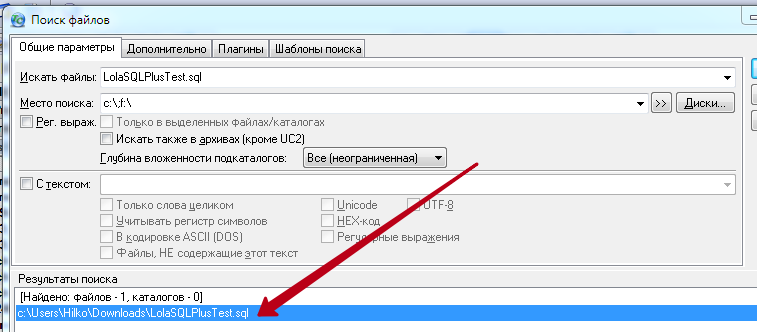 Поиск файлов
Общие параметры Дополнительно Плагины Шаблоны поиска
Искать файлы: LolaSQLPlusTest.sql
Место поиска: c:\;f:\ >> Диски...
Рег. выраж. Только в выделенных файлах/каталогах
Искать также в архивах (кроме UC2)
Глубина вложенности подкаталогов: Все (неограниченная)
С текстом:
Только слова целиком Unicode UTF-8
Учитывать регистр символов HEX-код
В кодировке ASCII (DOS) Регулярные выражения
Файлы, НЕ содержащие этот текст
Результаты поиска
[Найдено: файлов - 1, каталогов - 0]
c:\Users\Hilko\Downloads\LolaSQLPlusTest.sql